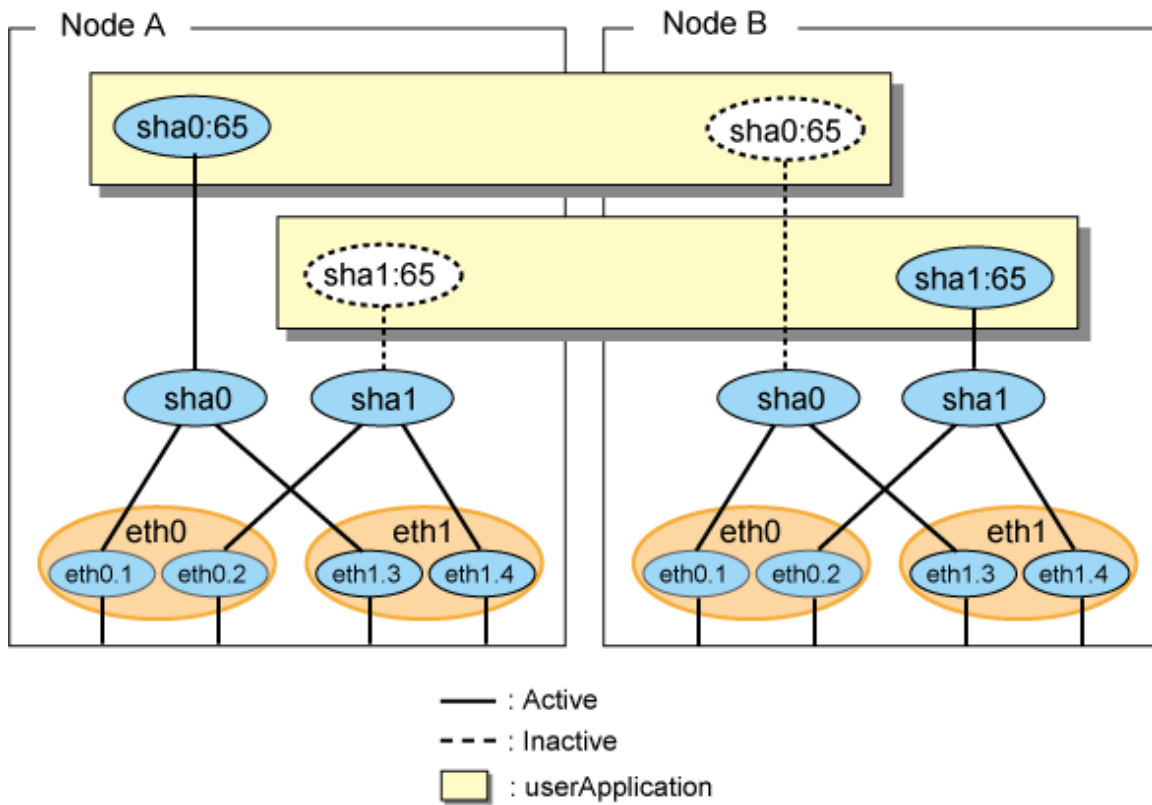 Node A
Node B
sha0:65
sha0:65
sha1:65
sha1:65
sha0
sha1
sha0
sha1
eth0
eth1
eth0
eth1
eth0.1
eth0.2
eth1.3
eth1.4
eth0.1
eth0.2
eth1.3
eth1.4
: Active
: Inactive
: userApplication